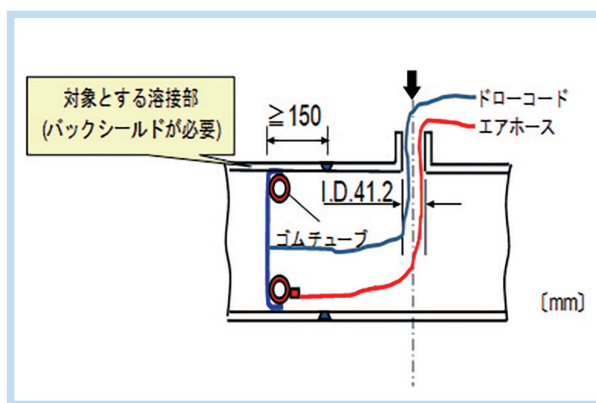 対象とする溶接部
(バックシールドが必要)
≧150
ドローコード
エアホース
I.D.41.2
ゴムチューブ
〔mm〕